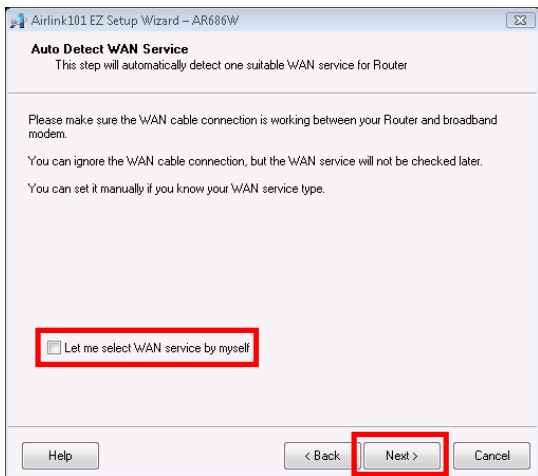 Airlink101 EZ Setup Wizard – AR686W
Auto Detect WAN Service
This step will automatically detect one suitable WAN service for Router
Please make sure the WAN cable connection is working between your Router and broadband
modem.
You can ignore the WAN cable connection, but the WAN service will not be checked later.
You can set it manually if you know your WAN service type.
Let me select WAN service by myself
Help
< Back
Next >
Cancel